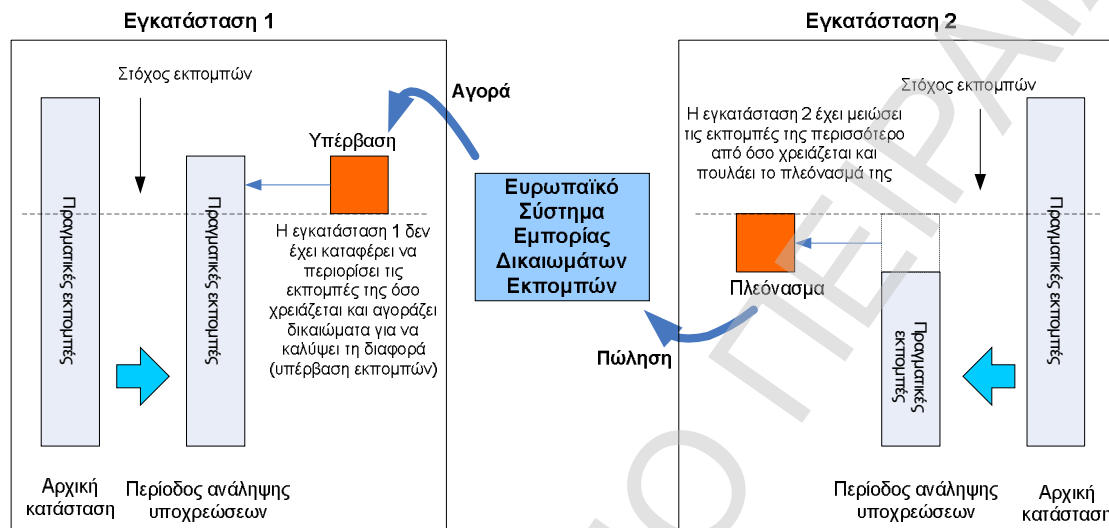 Εγκατάσταση 1
Στόχος εκπομπών
Αγορά
Υπέρβαση
Πραγματικές εκπομπές
Πραγματικές εκπομπές
Η εγκατάσταση 1 δεν
έχει καταφέρει να
περιορίσει τις
εκπομπές της όσο
χρειάζεται και αγοράζει
δικαιώματα για να
καλύψει τη διαφορά
(υπέρβαση εκπομπών)
Αρχική
κατάσταση
Περίοδος ανάληψης
υποχρεώσεων
Ευρωπαϊκό
Σύστημα
Εμπορίας
Δικαιωμάτων
Εκπομπών
Πώληση
Εγκατάσταση 2
Στόχος εκπομπών
Η εγκατάσταση 2 έχει μειώσει
τις εκπομπές της περισσότερο
από όσο χρειάζεται και
πουλάει το πλεόνασμά της
Πλεόνασμα
Πραγματικές
εκπομπές
Πραγματικές εκπομπές
Περίοδος ανάληψης
υποχρεώσεων
Αρχική
κατάσταση